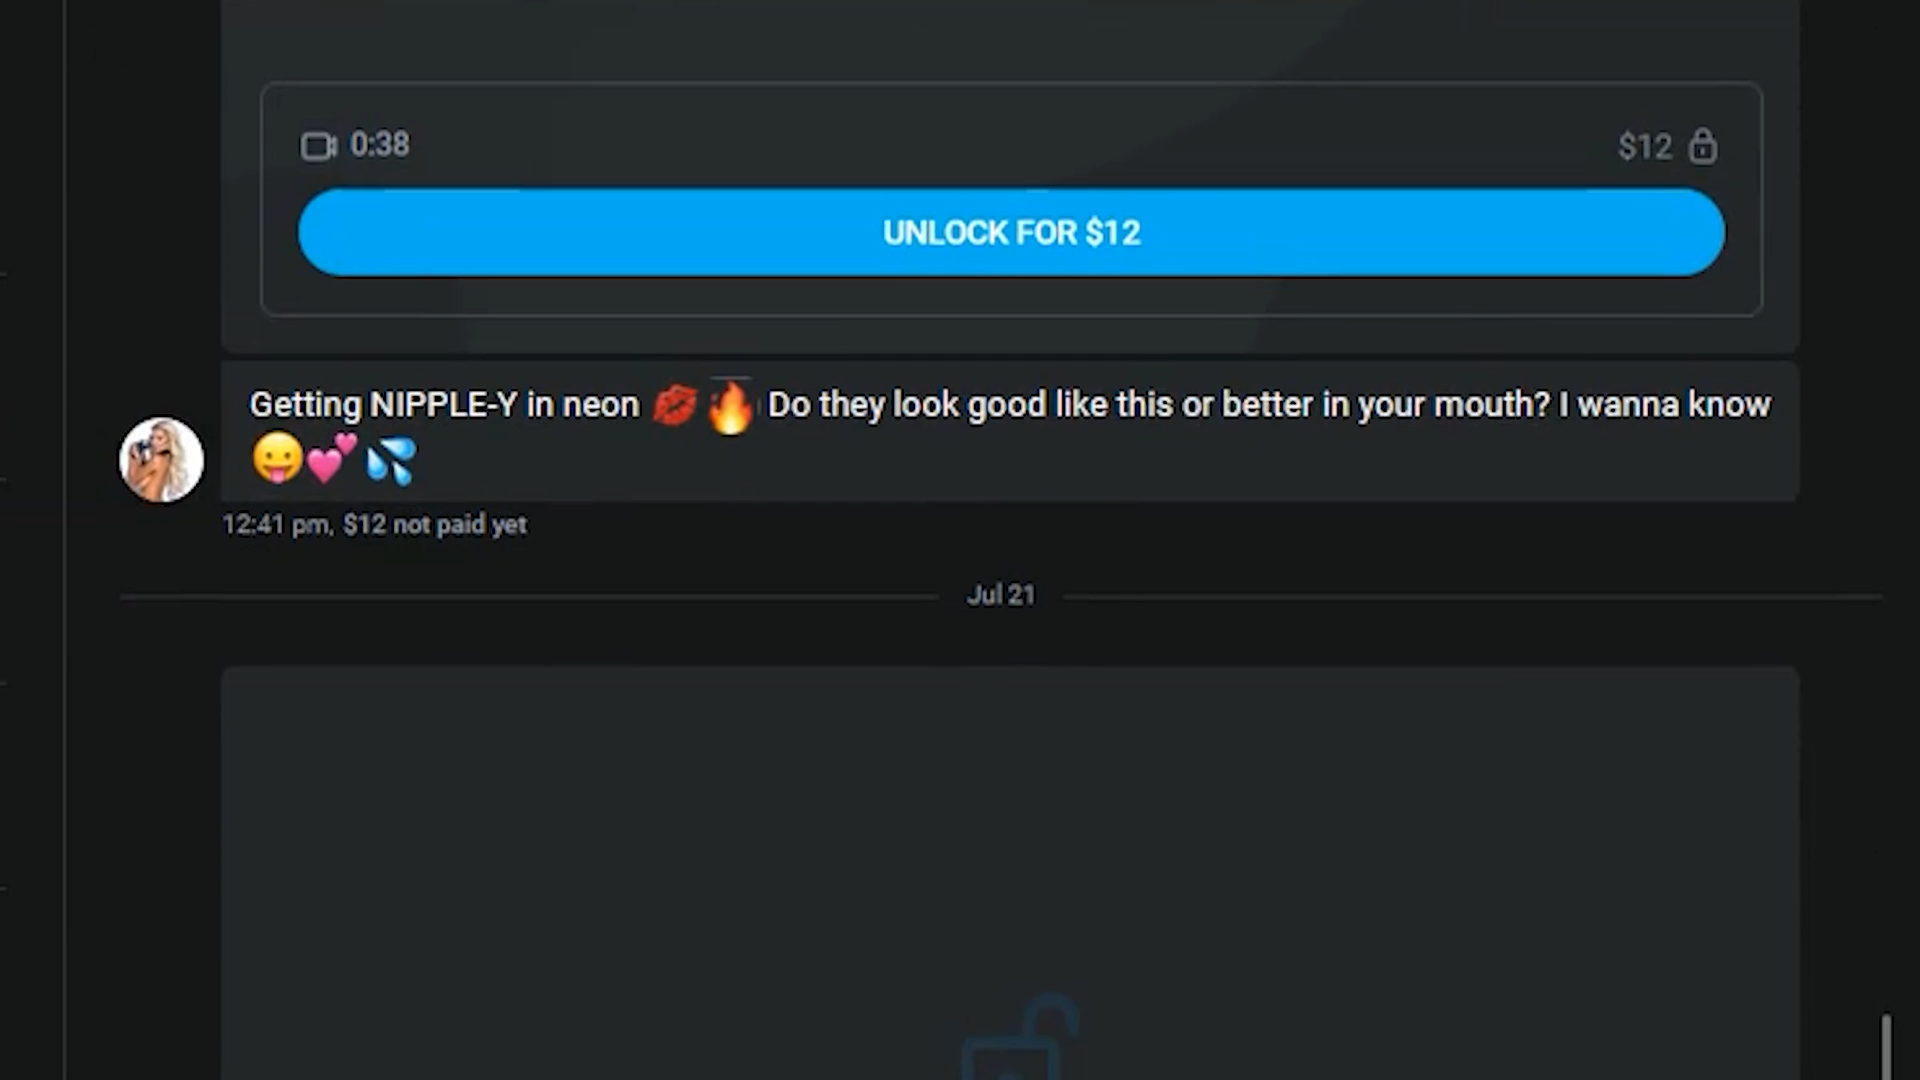 0:38
$12
UNLOCK FOR $12
Getting NIPPLE-Y in neon 💋 🔥 Do they look good like this or better in your mouth? I wanna know
😛💕💦
12:41 pm, $12 not paid yet
Jul 21